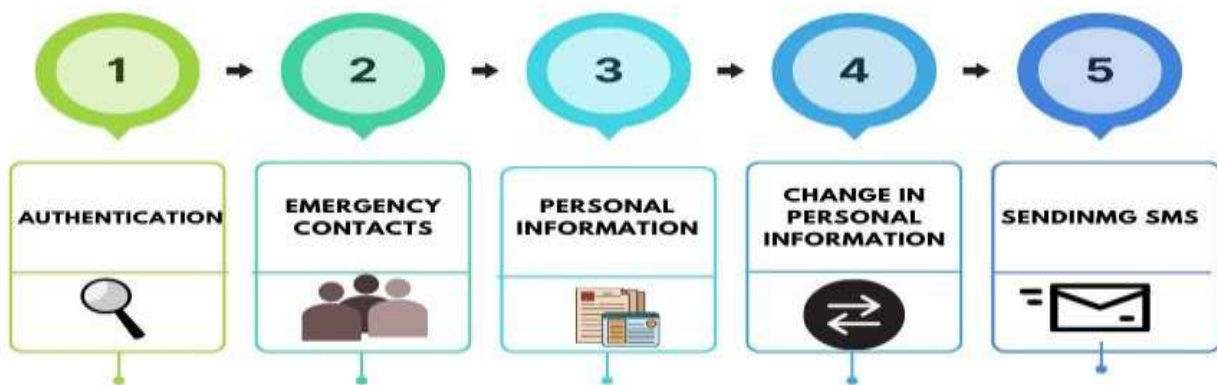 1
2
3
4
5
AUTHENTICATION
EMERGENCY
CONTACTS
PERSONAL
INFORMATION
CHANGE IN
PERSONAL
INFORMATION
SENDINMG SMS